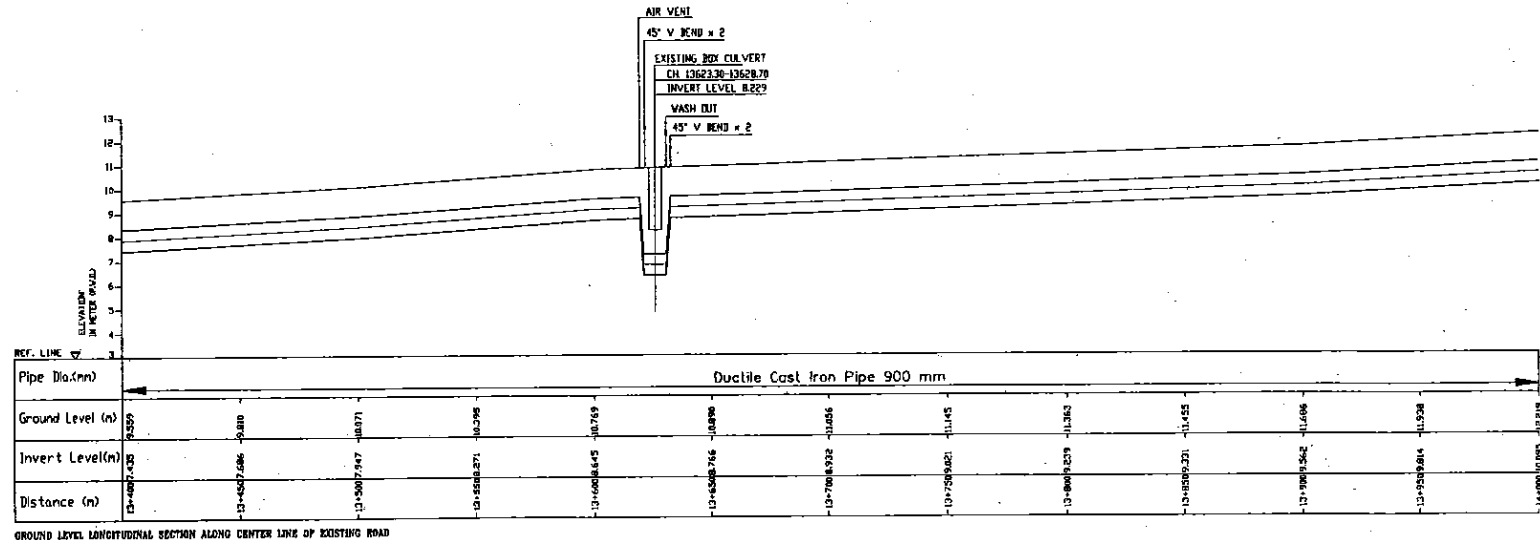 AIR VENT
45° V BEND x 2
EXISTING BOX CULVERT
CH. 13623.30-13628.70
INVERT LEVEL 8.229
WASH OUT
45° V BEND x 2
13
12
11
10
9
8
7
6
5
4
3
ELEVATION
IN METER (P.W.D.)
REF. LINE
Pipe Dia.(mm) Ductile Cast Iron Pipe 900 mm
Ground Level (m) 9.559 9.810 10.071 10.395 10.769 10.890 11.056 11.145 11.363 11.455 11.686 11.938
Invert Level(m) 7.435 7.686 7.947 8.271 8.645 8.766 8.932 9.021 9.239 9.331 9.562 9.814
Distance (m) 13+400 13+450 13+500 13+550 13+600 13+650 13+700 13+750 13+800 13+850 13+900 13+950
GROUND LEVEL LONGITUDINAL SECTION ALONG CENTER LINE OF EXISTING ROAD